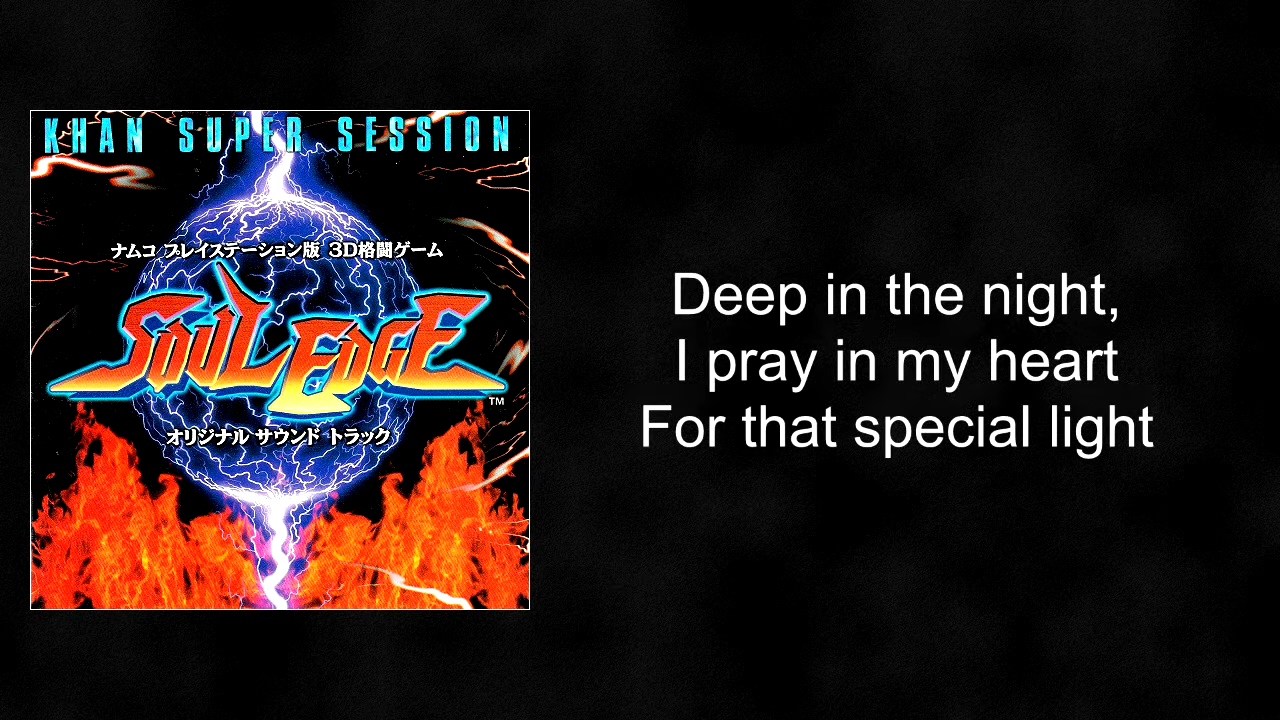 KHAN SUPER SESSION
ナムコ プレイステーション版 3D格闘ゲーム
SOUL EDGE
TM
オリジナル サウンド トラック
Deep in the night,
I pray in my heart
For that special light